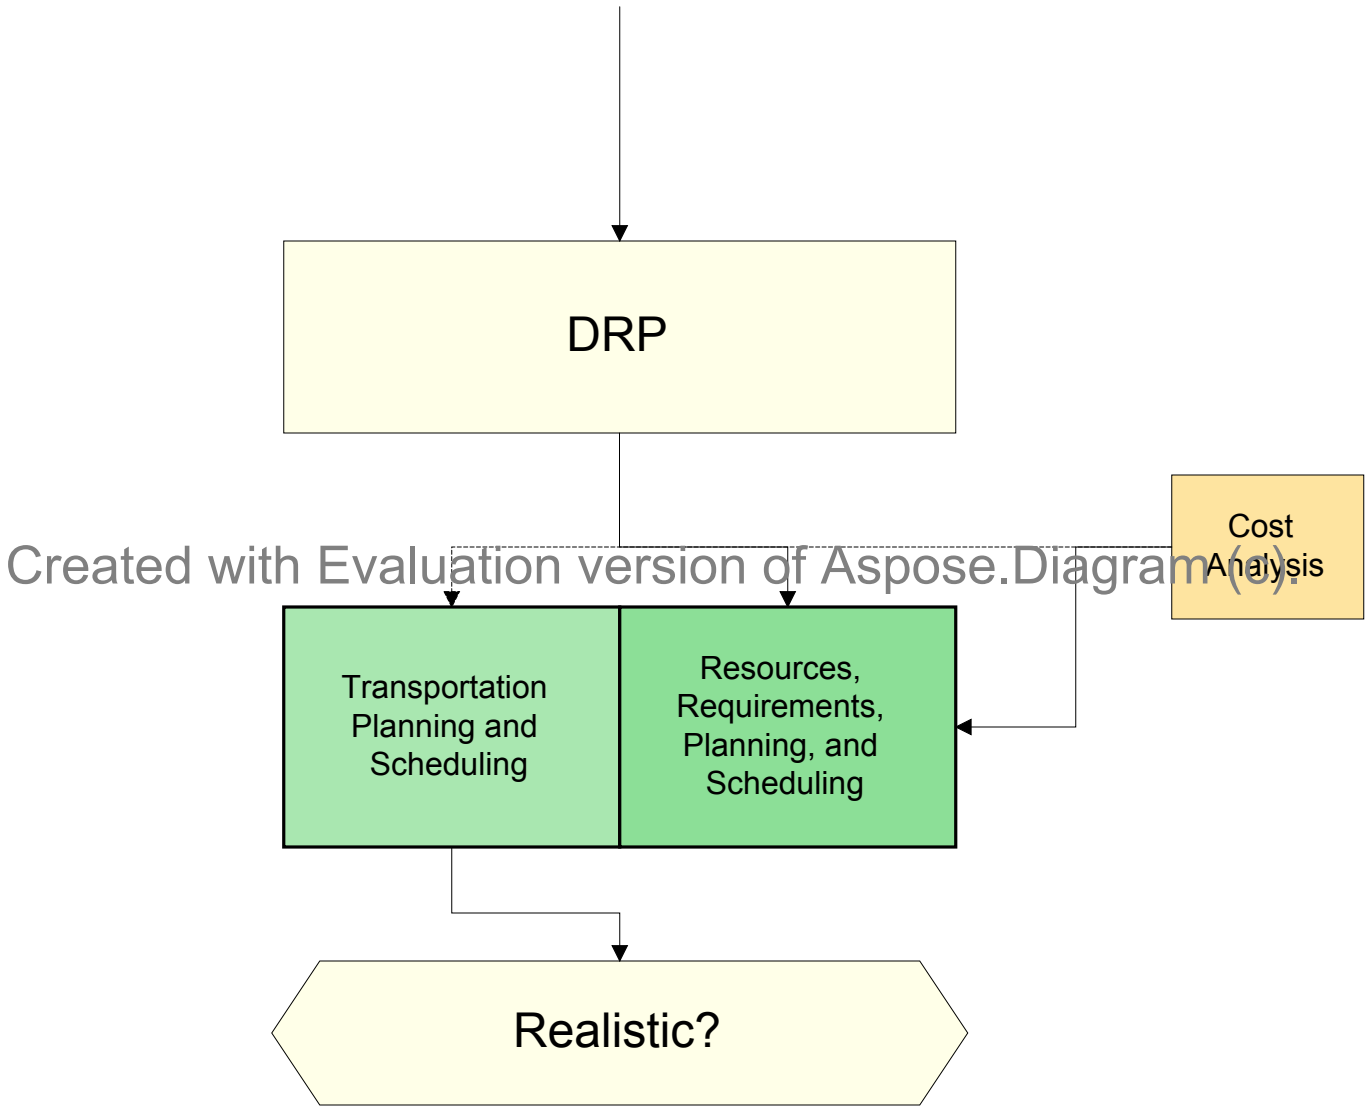 DRP
Cost
Analysis
Created with Evaluation version of Aspose.Diagram (c).
Transportation
Planning and
Scheduling
Resources,
Requirements,
Planning, and
Scheduling
Realistic?